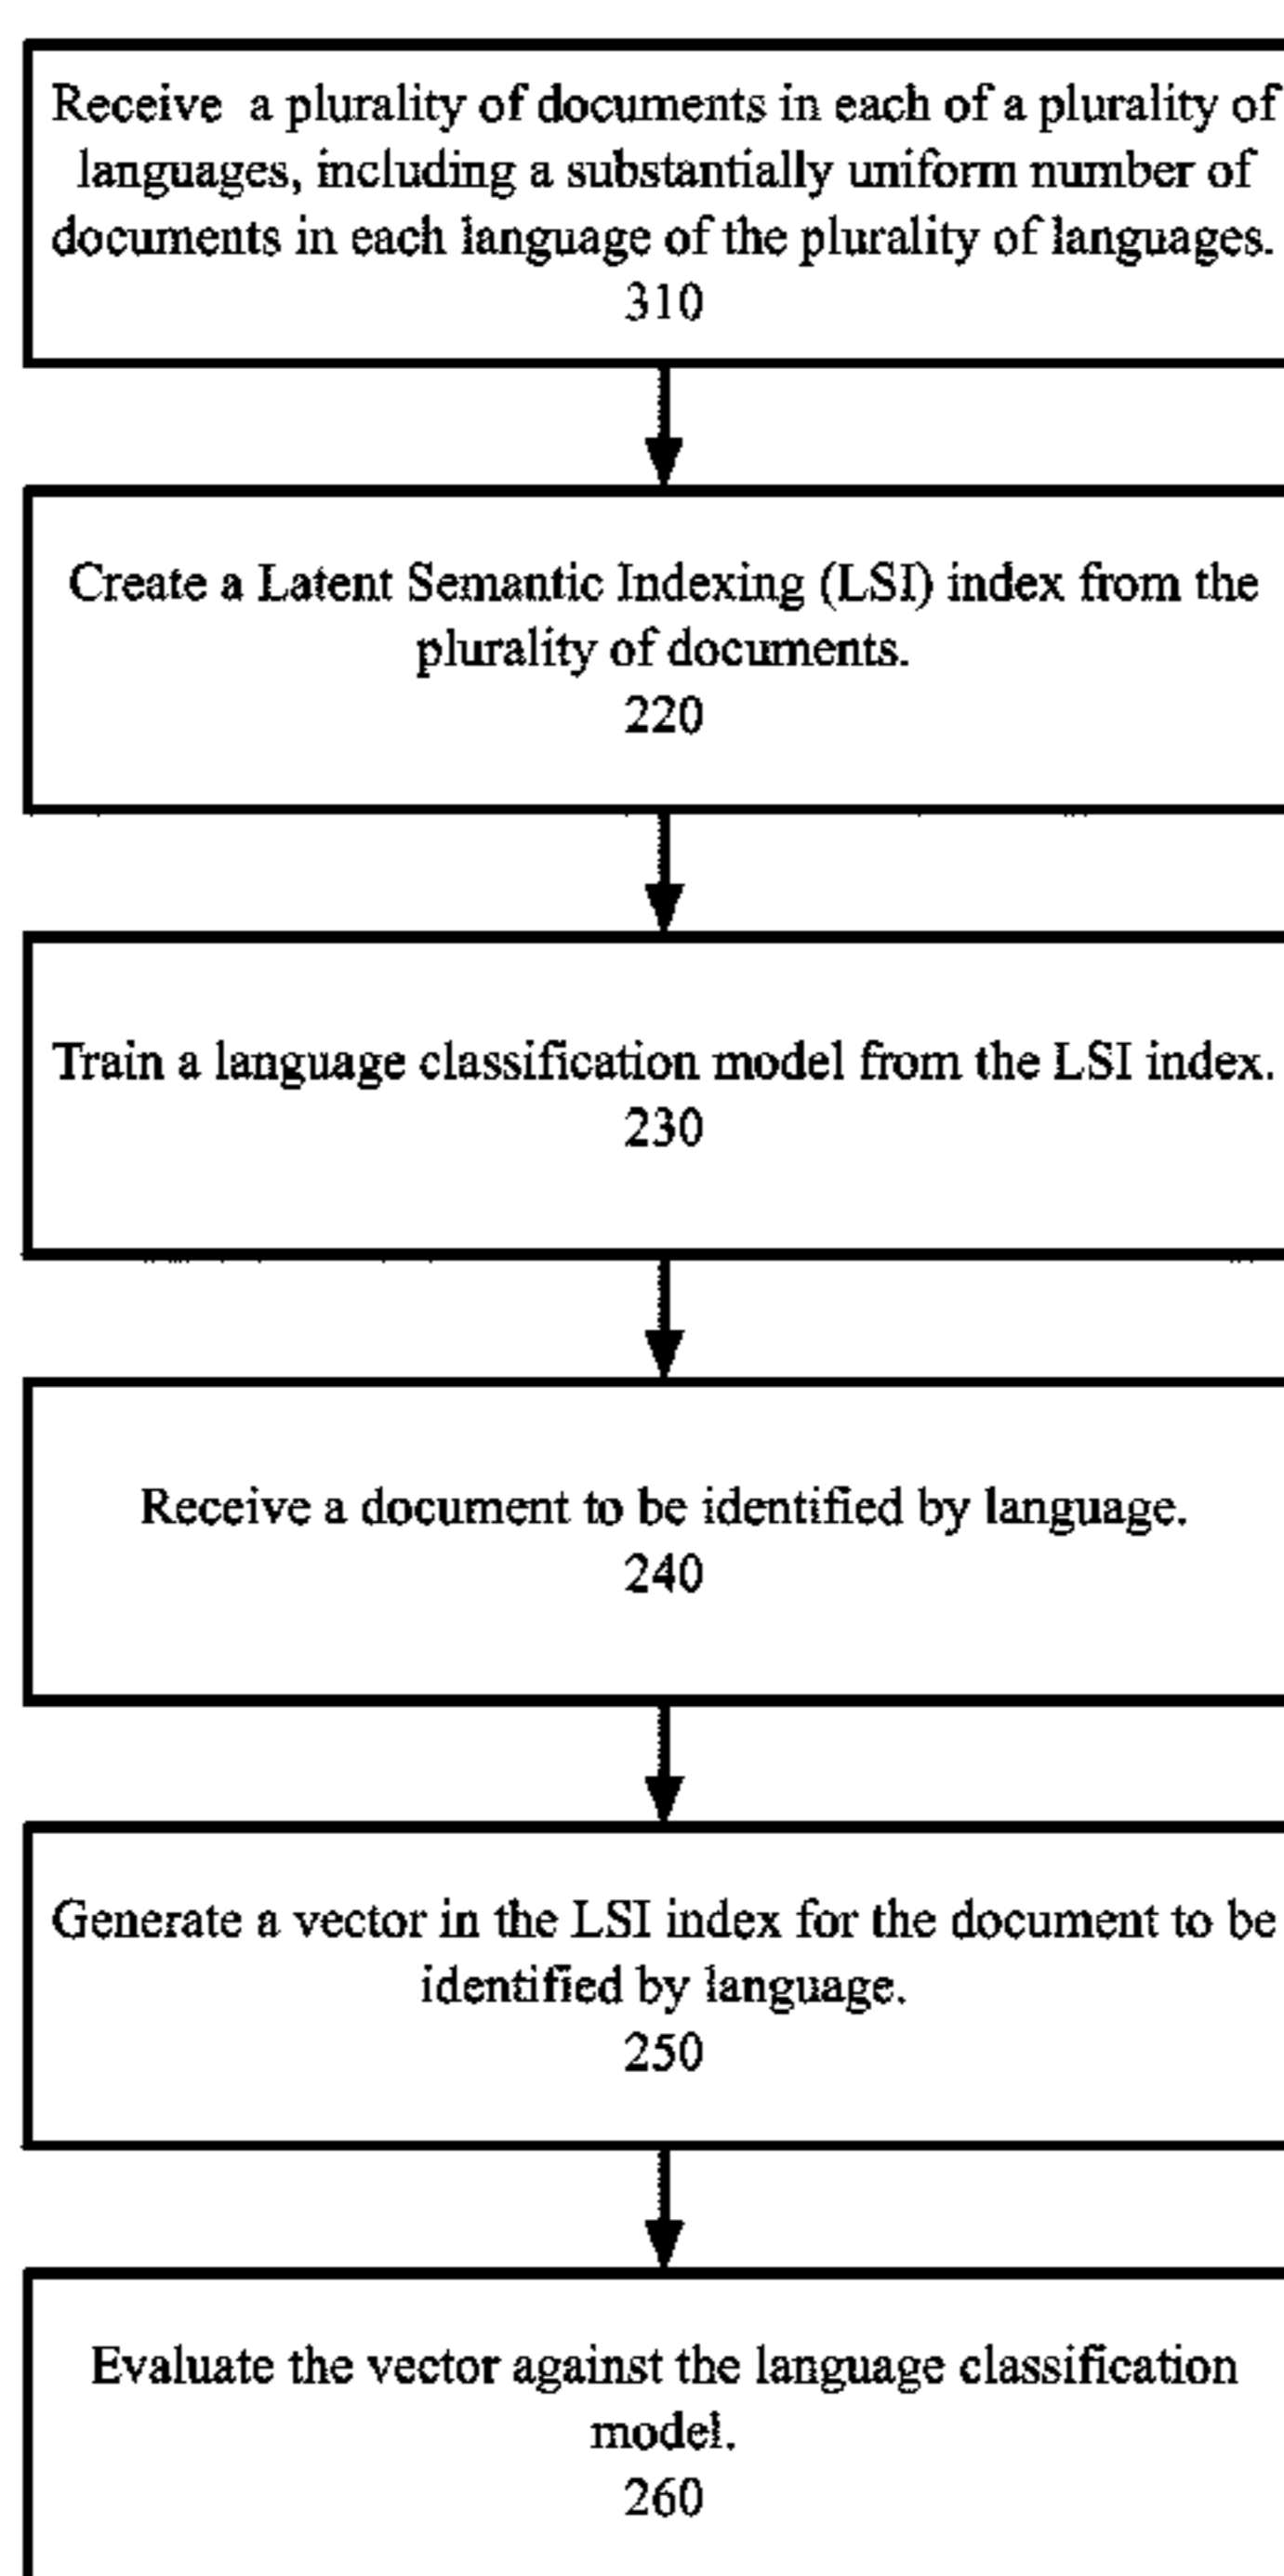 Receive a plurality of documents in each of a plurality of
languages, including a substantially uniform number of
documents in each language of the plurality of languages.
310
Create a Latent Semantic Indexing (LSI) index from the
plurality of documents.
220
Train a language classification model from the LSI index.
230
Receive a document to be identified by language.
240
Generate a vector in the LSI index for the document to be
identified by language.
250
Evaluate the vector against the language classification
model.
260